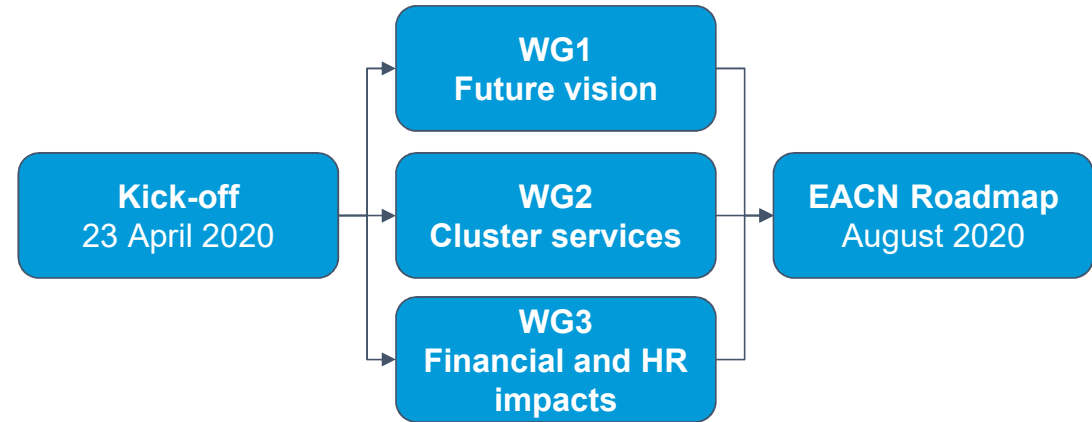 WG1
Future vision
Kick-off
23 April 2020
WG2
Cluster services
EACN Roadmap
August 2020
WG3
Financial and HR
impacts